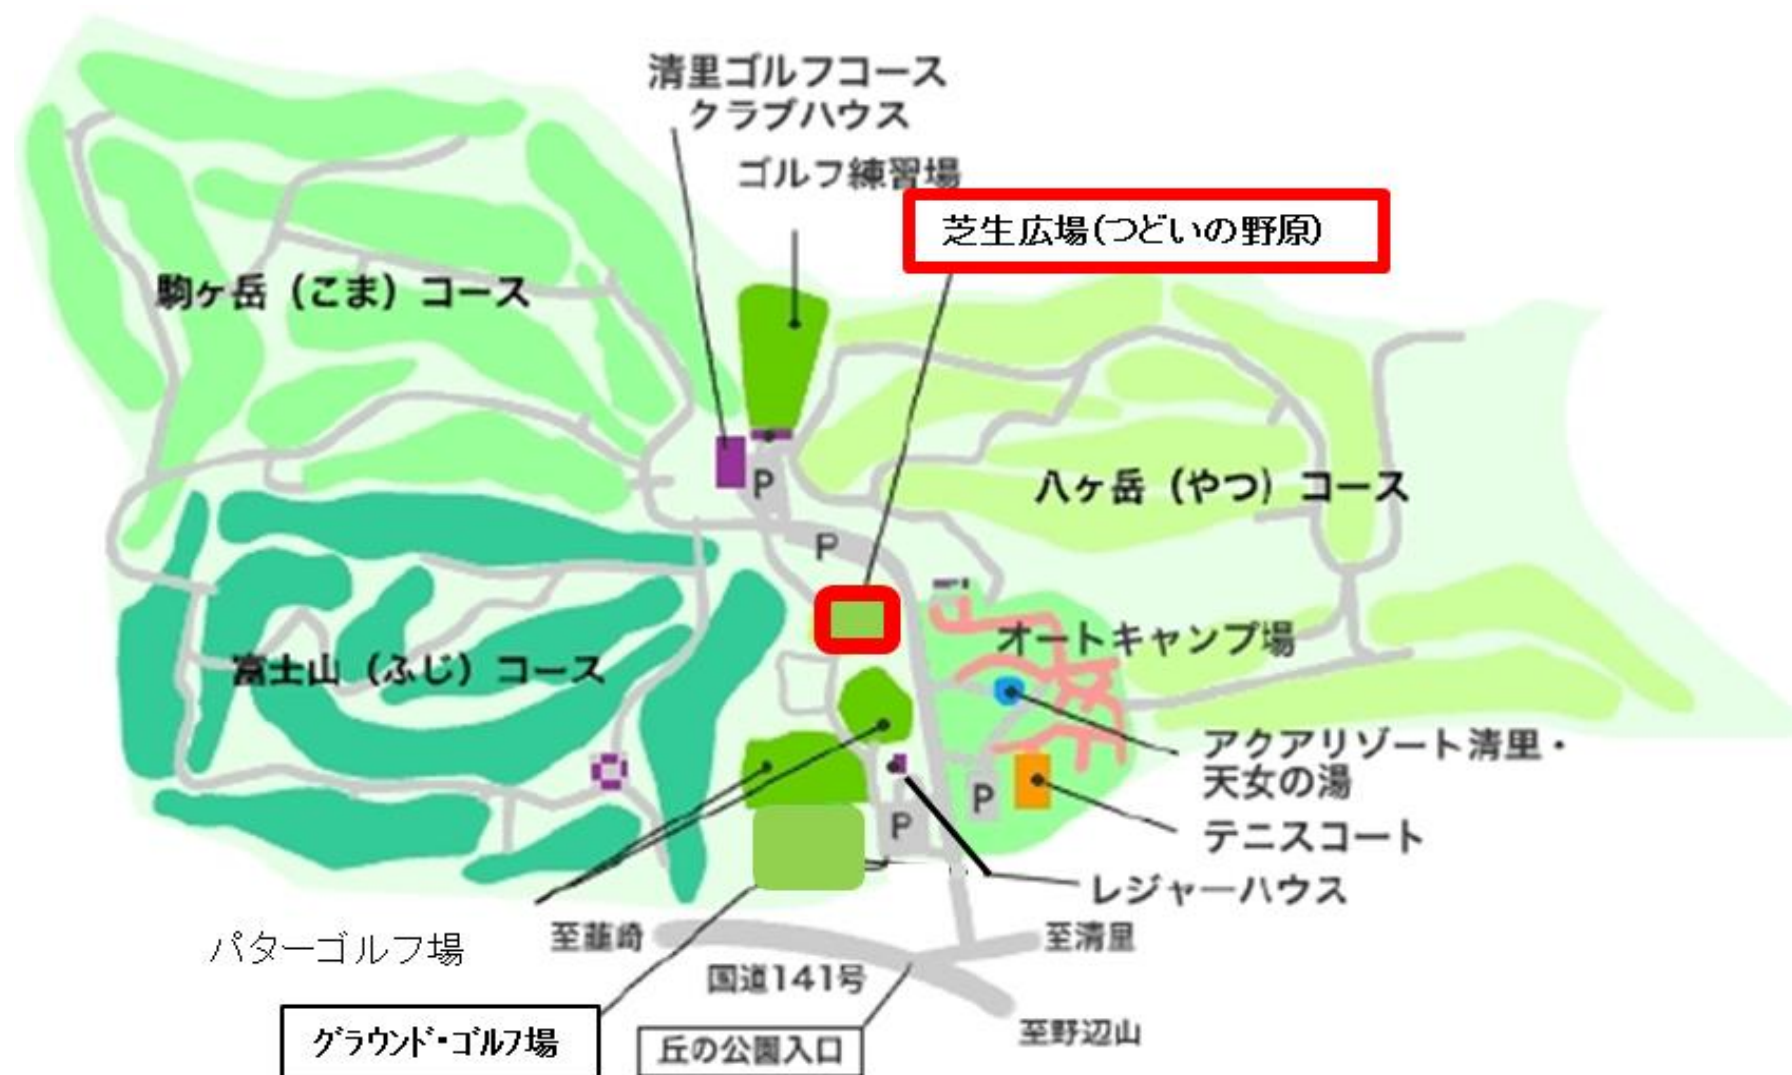 清里ゴルフコース
クラブハウス
ゴルフ練習場
芝生広場(つどいの野原)
駒ヶ岳（こま）コース
八ヶ岳（やつ）コース
P
P
オートキャンプ場
富士山（ふじ）コース
アクアリゾート清里・
天女の湯
P
P
テニスコート
レジャーハウス
パターゴルフ場
至韮崎
至清里
国道141号
グラウンド・ゴルフ場
丘の公園入口
至野辺山